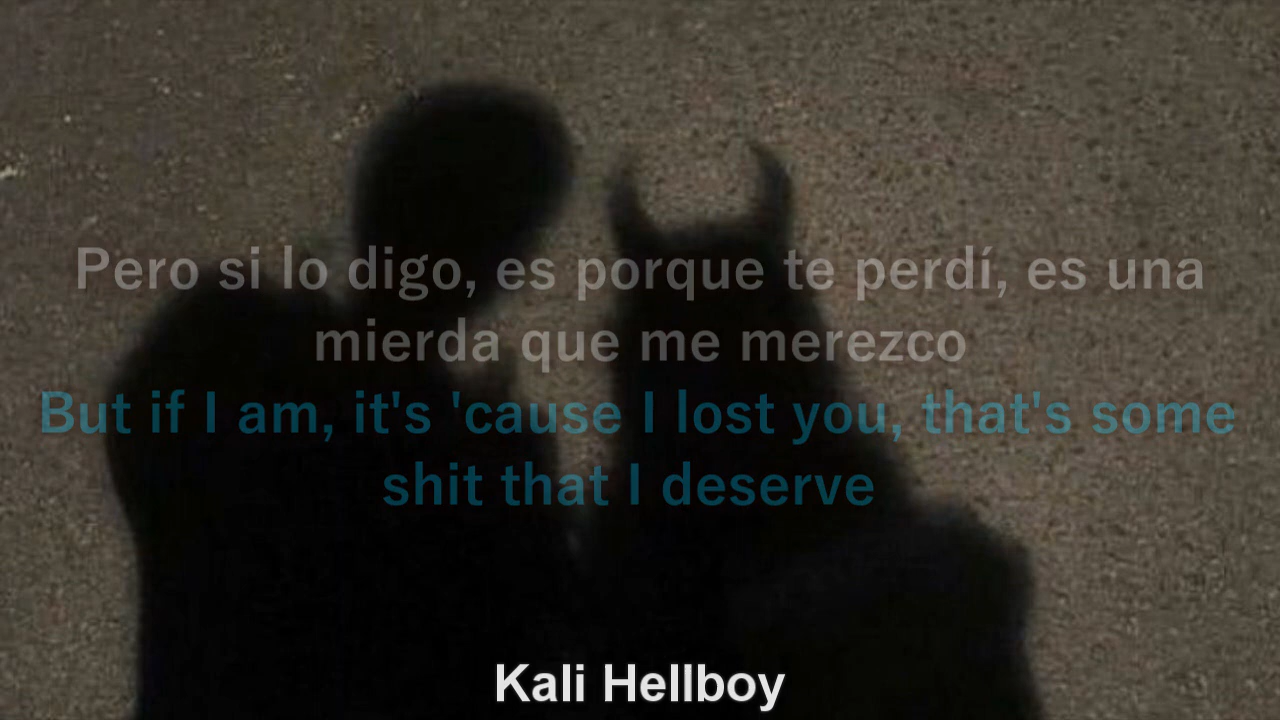 Pero si lo digo, es porque te perdí, es una
mierda que me merezco
But if I am, it's 'cause I lost you, that's some
shit that I deserve
Kali Hellboy